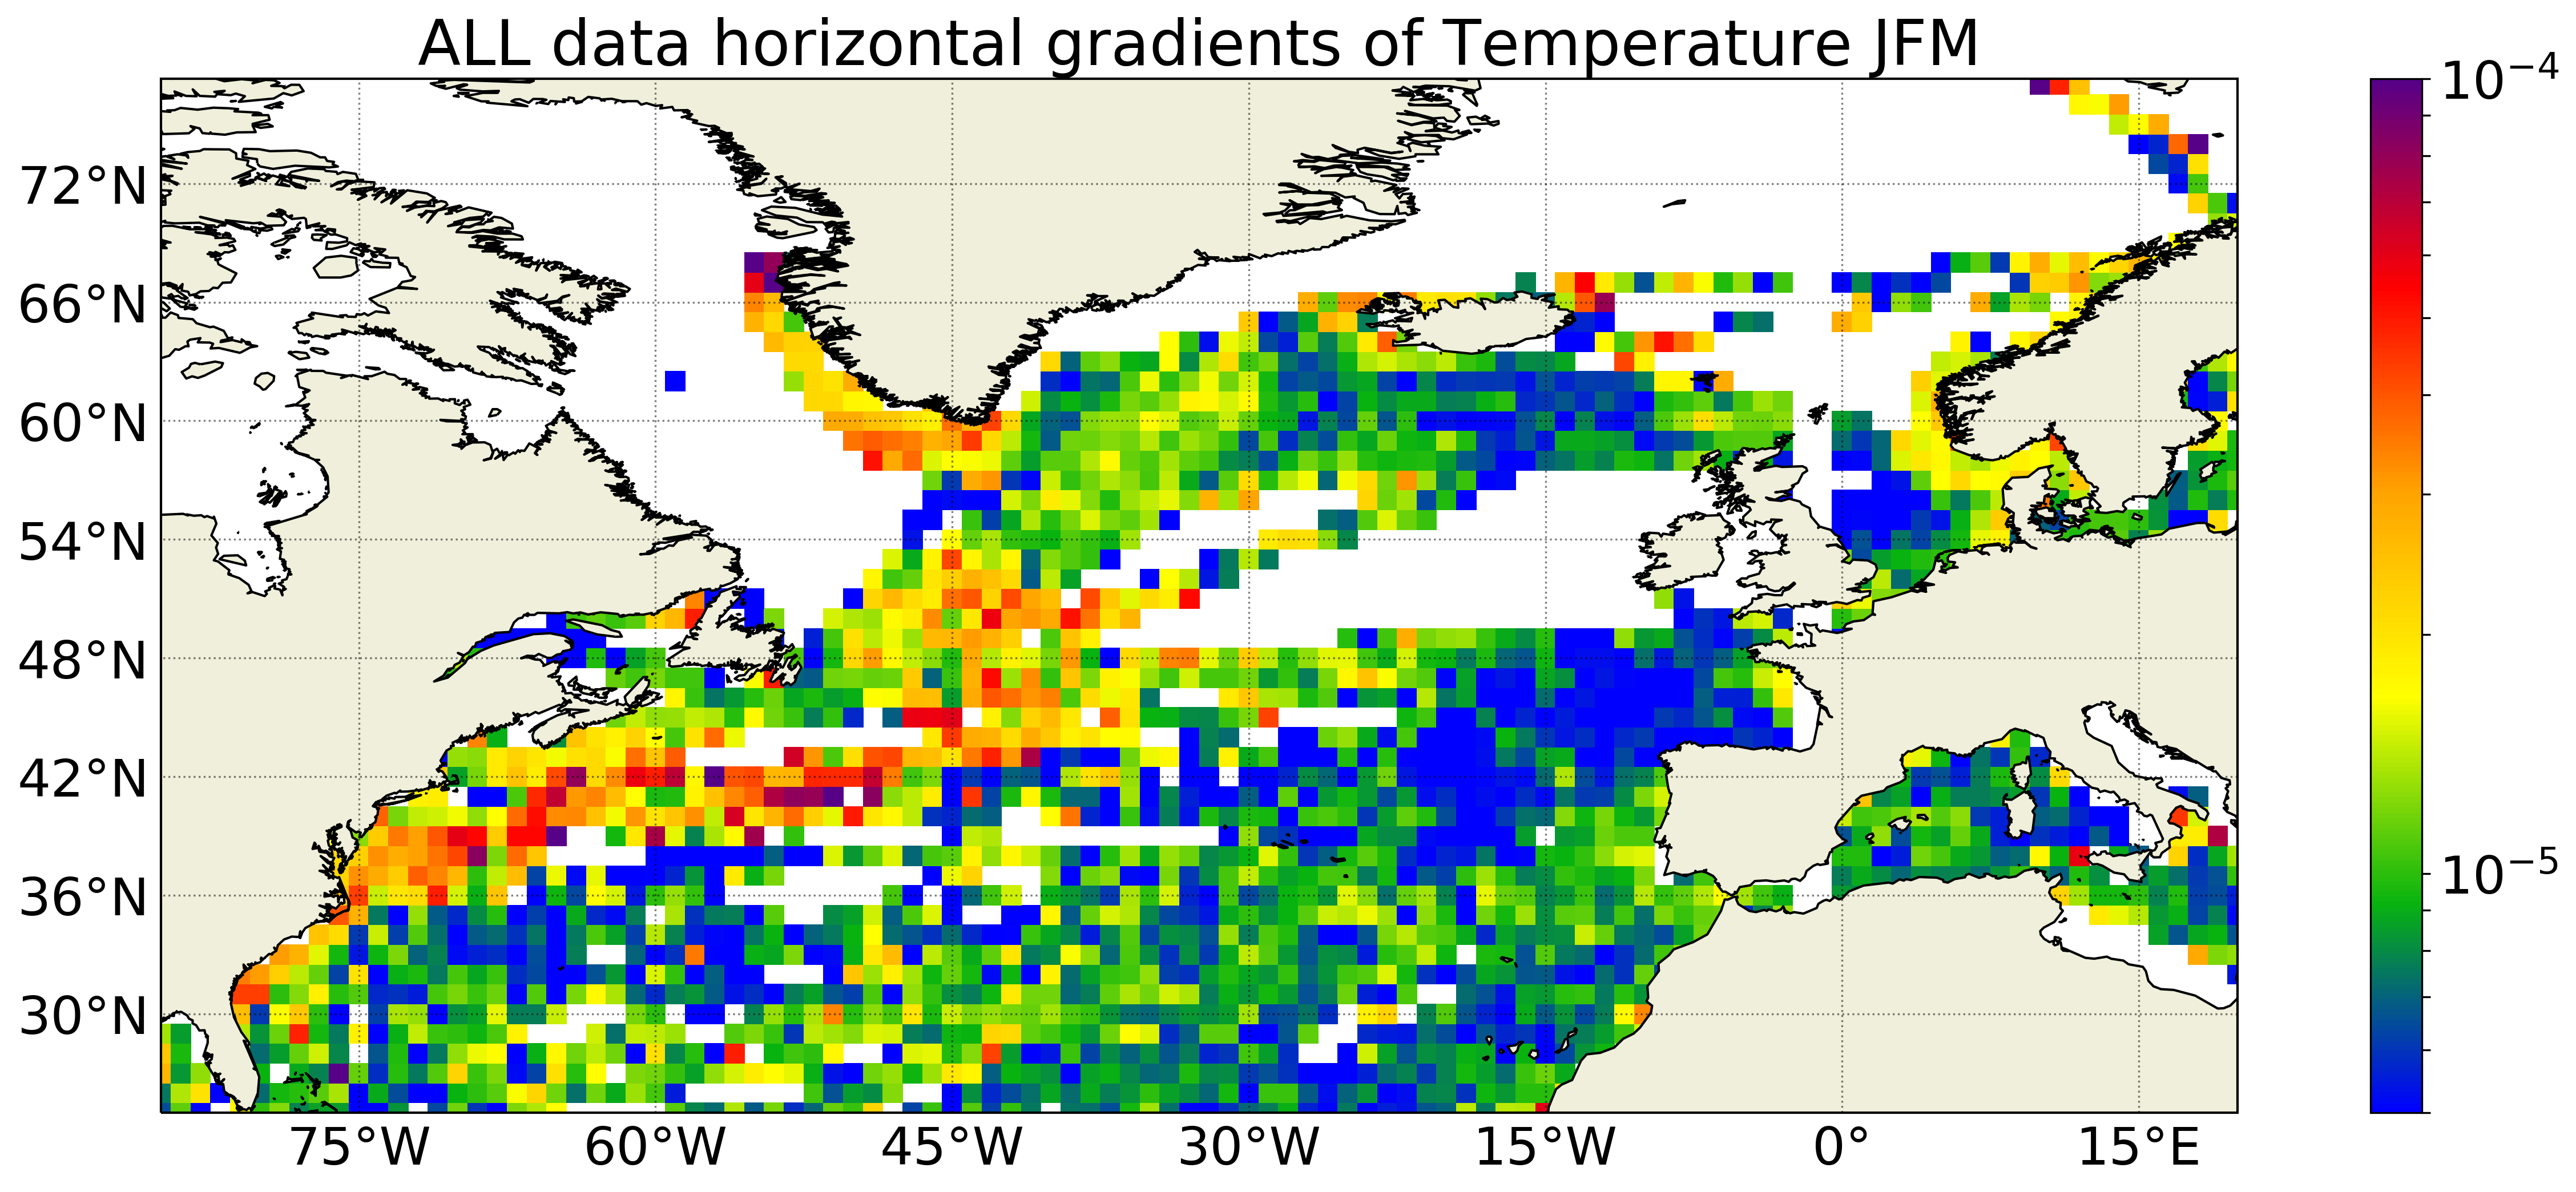 ALL data horizontal gradients of Temperature JFM
10⁻⁴
72°N
66°N
60°N
54°N
48°N
42°N
36°N
30°N
10⁻⁵
75°W
60°W
45°W
30°W
15°W
0°
15°E